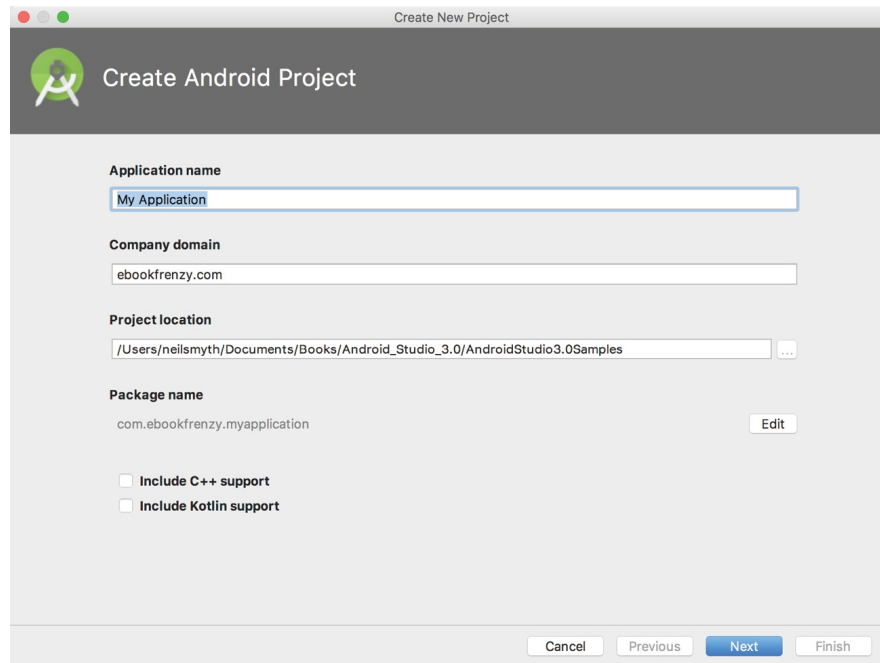 Create New Project
Create Android Project
Application name
My Application
Company domain
ebookfrenzy.com
Project location
/Users/neilsmyth/Documents/Books/Android_Studio_3.0/AndroidStudio3.0Samples
...
Package name
com.ebookfrenzy.myapplication
Edit
Include C++ support
Include Kotlin support
Cancel
Previous
Next
Finish